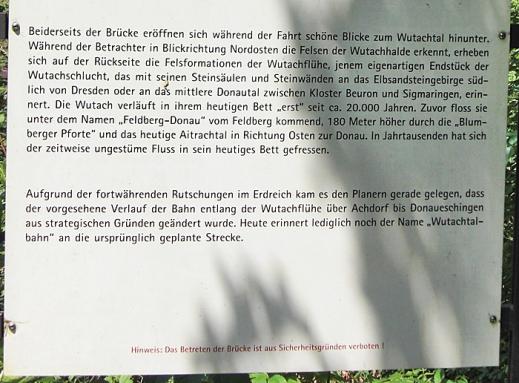 Beiderseits der Brücke eröffnen sich während der Fahrt schöne Blicke zum Wutachtal hinunter.
Während der Betrachter in Blickrichtung Nordosten die Felsen der Wutachhalde erkennt, erheben
sich auf der Rückseite die Felsformationen der Wutachflühe, jenem eigenartigen Endstück der
Wutachschlucht, das mit seinen Steinsäulen und Steinwänden an das Elbsandsteingebirge süd-
lich von Dresden oder an das mittlere Donautal zwischen Kloster Beuron und Sigmaringen, erin-
nert. Die Wutach verläuft in ihrem heutigen Bett „erst" seit ca. 20.000 Jahren. Zuvor floss sie
unter dem Namen „Feldberg-Donau" vom Feldberg kommend, 180 Meter höher durch die „Blum-
berger Pforte" und das heutige Aitrachtal in Richtung Osten zur Donau. In Jahrtausenden hat sich
der zeitweise ungestüme Fluss in sein heutiges Bett gefressen.
Aufgrund der fortwährenden Rutschungen im Erdreich kam es den Planern gerade gelegen, dass
der vorgesehene Verlauf der Bahn entlang der Wutachflühe über Achdorf bis Donaueschingen
aus strategischen Gründen geändert wurde. Heute erinnert lediglich noch der Name „Wutachtal-
bahn" an die ursprünglich geplante Strecke.
Hinweis: Das Betreten der Brücke ist aus Sicherheitsgründen verboten !